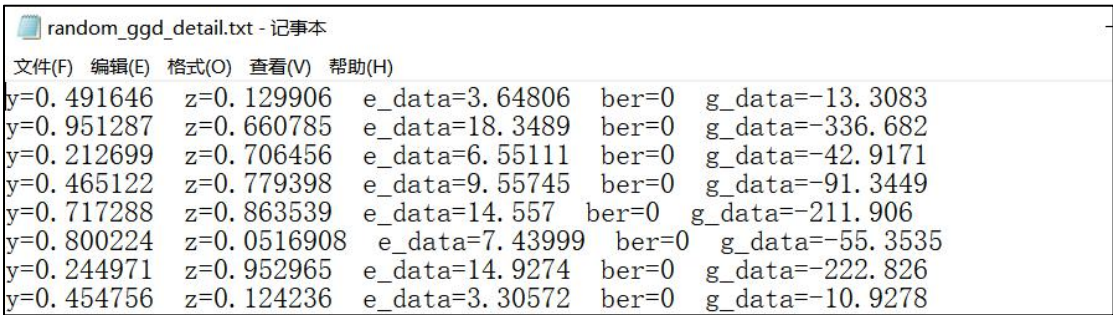 random_ggd_detail.txt - 记事本
文件(F) 编辑(E) 格式(O) 查看(V) 帮助(H)
y=0.491646 z=0.129906 e_data=3.64806 ber=0 g_data=-13.3083
y=0.951287 z=0.660785 e_data=18.3489 ber=0 g_data=-336.682
y=0.212699 z=0.706456 e_data=6.55111 ber=0 g_data=-42.9171
y=0.465122 z=0.779398 e_data=9.55745 ber=0 g_data=-91.3449
y=0.717288 z=0.863539 e_data=14.557 ber=0 g_data=-211.906
y=0.800224 z=0.0516908 e_data=7.43999 ber=0 g_data=-55.3535
y=0.244971 z=0.952965 e_data=14.9274 ber=0 g_data=-222.826
y=0.454756 z=0.124236 e_data=3.30572 ber=0 g_data=-10.9278